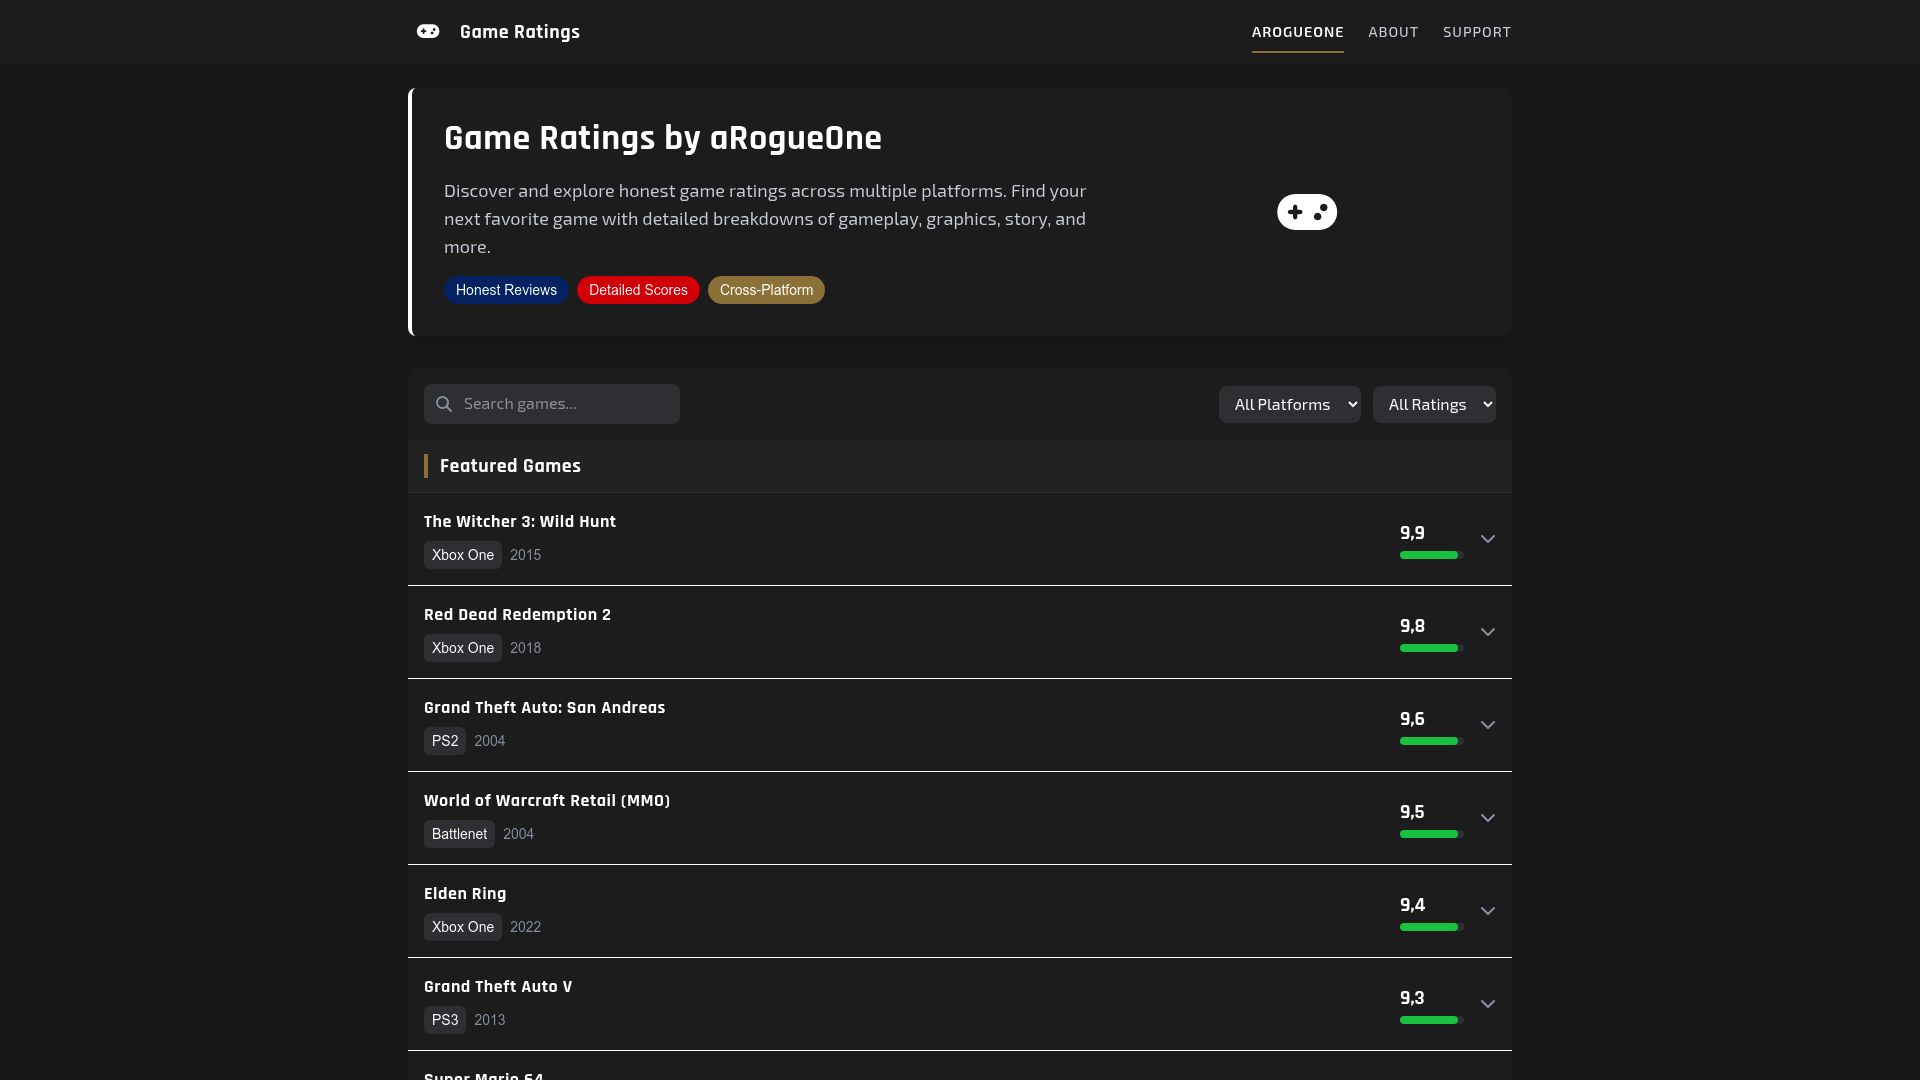 Game Ratings
AROGUEONE
ABOUT
SUPPORT
Game Ratings by aRogueOne
Discover and explore honest game ratings across multiple platforms. Find your
next favorite game with detailed breakdowns of gameplay, graphics, story, and
more.
Honest Reviews
Detailed Scores
Cross-Platform
Search games...
All Platforms
All Ratings
Featured Games
The Witcher 3: Wild Hunt
Xbox One 2015
9,9
Red Dead Redemption 2
Xbox One 2018
9,8
Grand Theft Auto: San Andreas
PS2 2004
9,6
World of Warcraft Retail (MMO)
Battlenet 2004
9,5
Elden Ring
Xbox One 2022
9,4
Grand Theft Auto V
PS3 2013
9,3
Super Mario 64